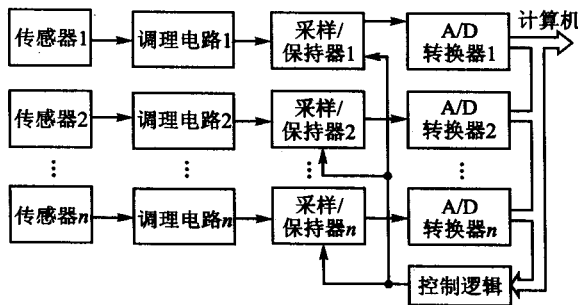 计算机
传感器1
调理电路1
采样/
保持器1
A/D
转换器1
传感器2
调理电路2
采样/
保持器2
A/D
转换器2
传感器n
调理电路n
采样/
保持器n
A/D
转换器n
控制逻辑